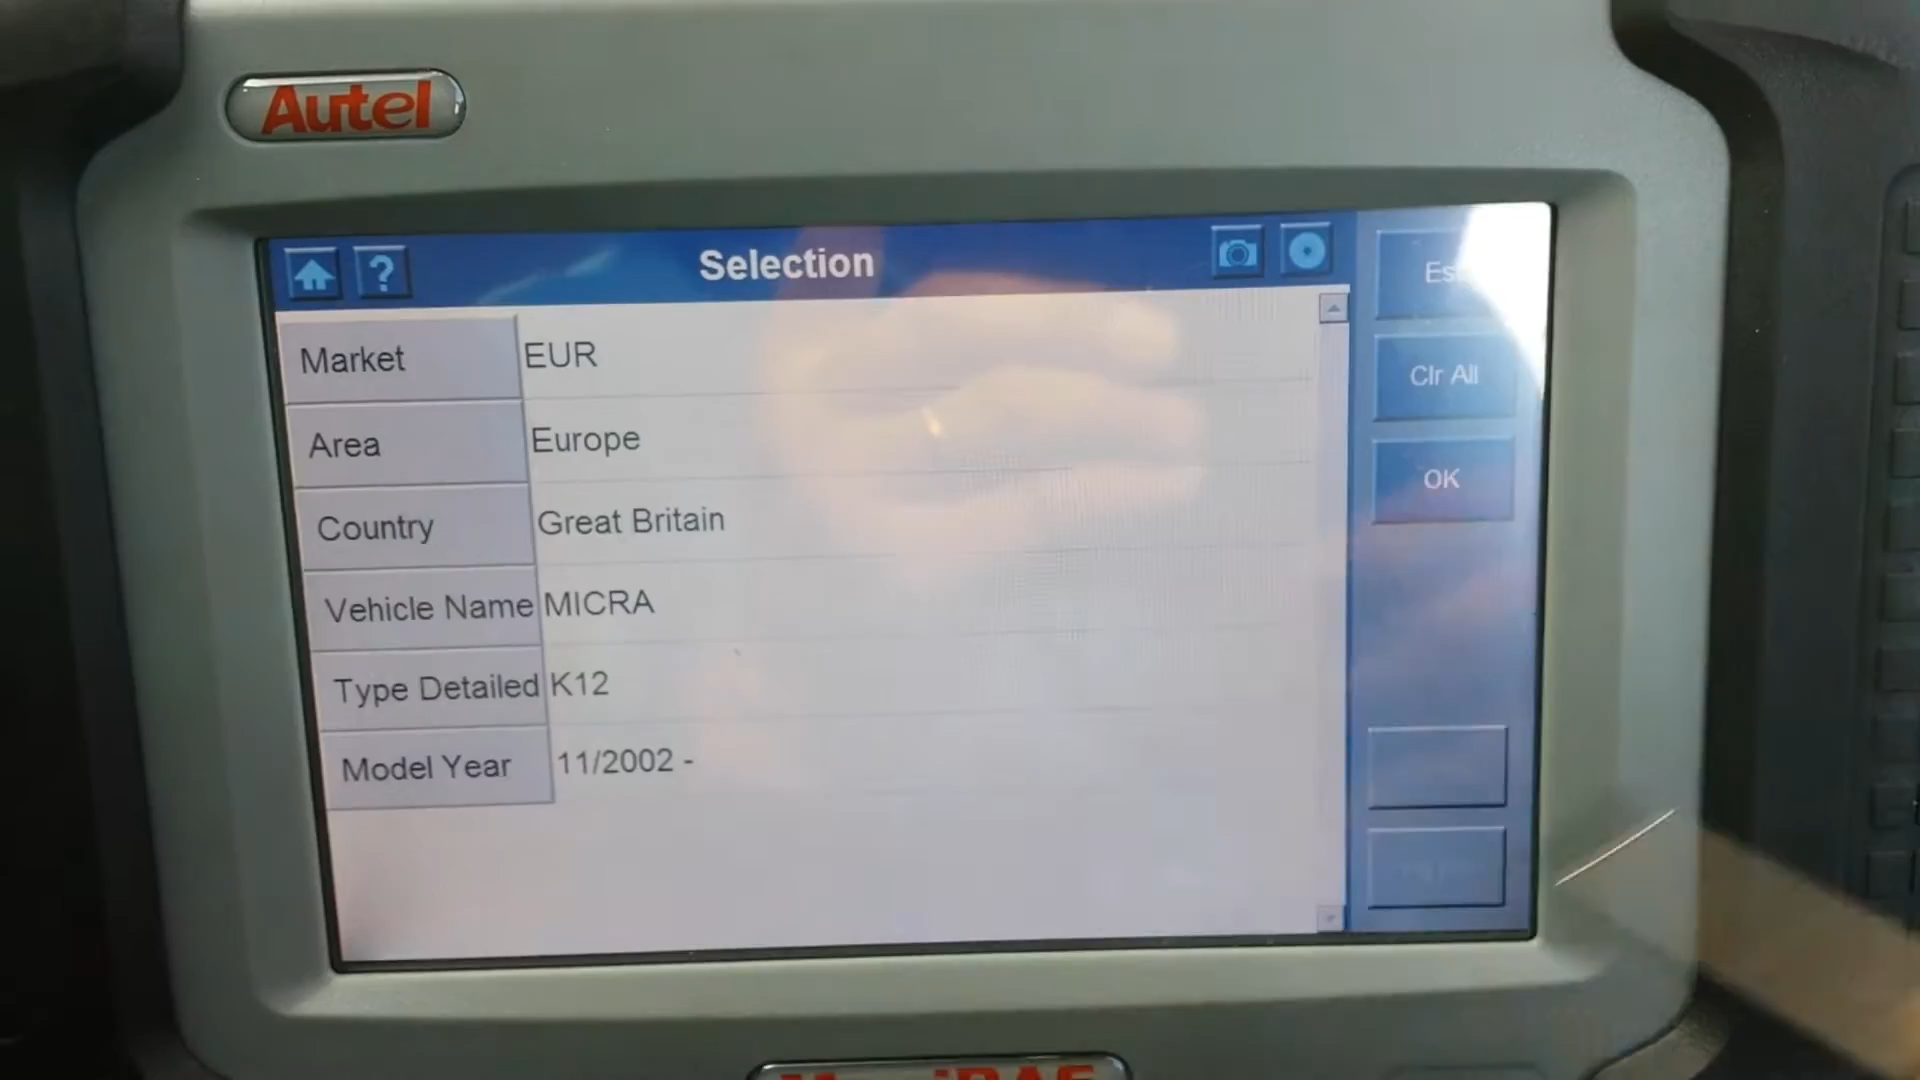 Autel
?
Selection
Market EUR
Area Europe
Country Great Britain
Vehicle Name MICRA
Type Detailed K12
Model Year 11/2002 -
Clr All
OK